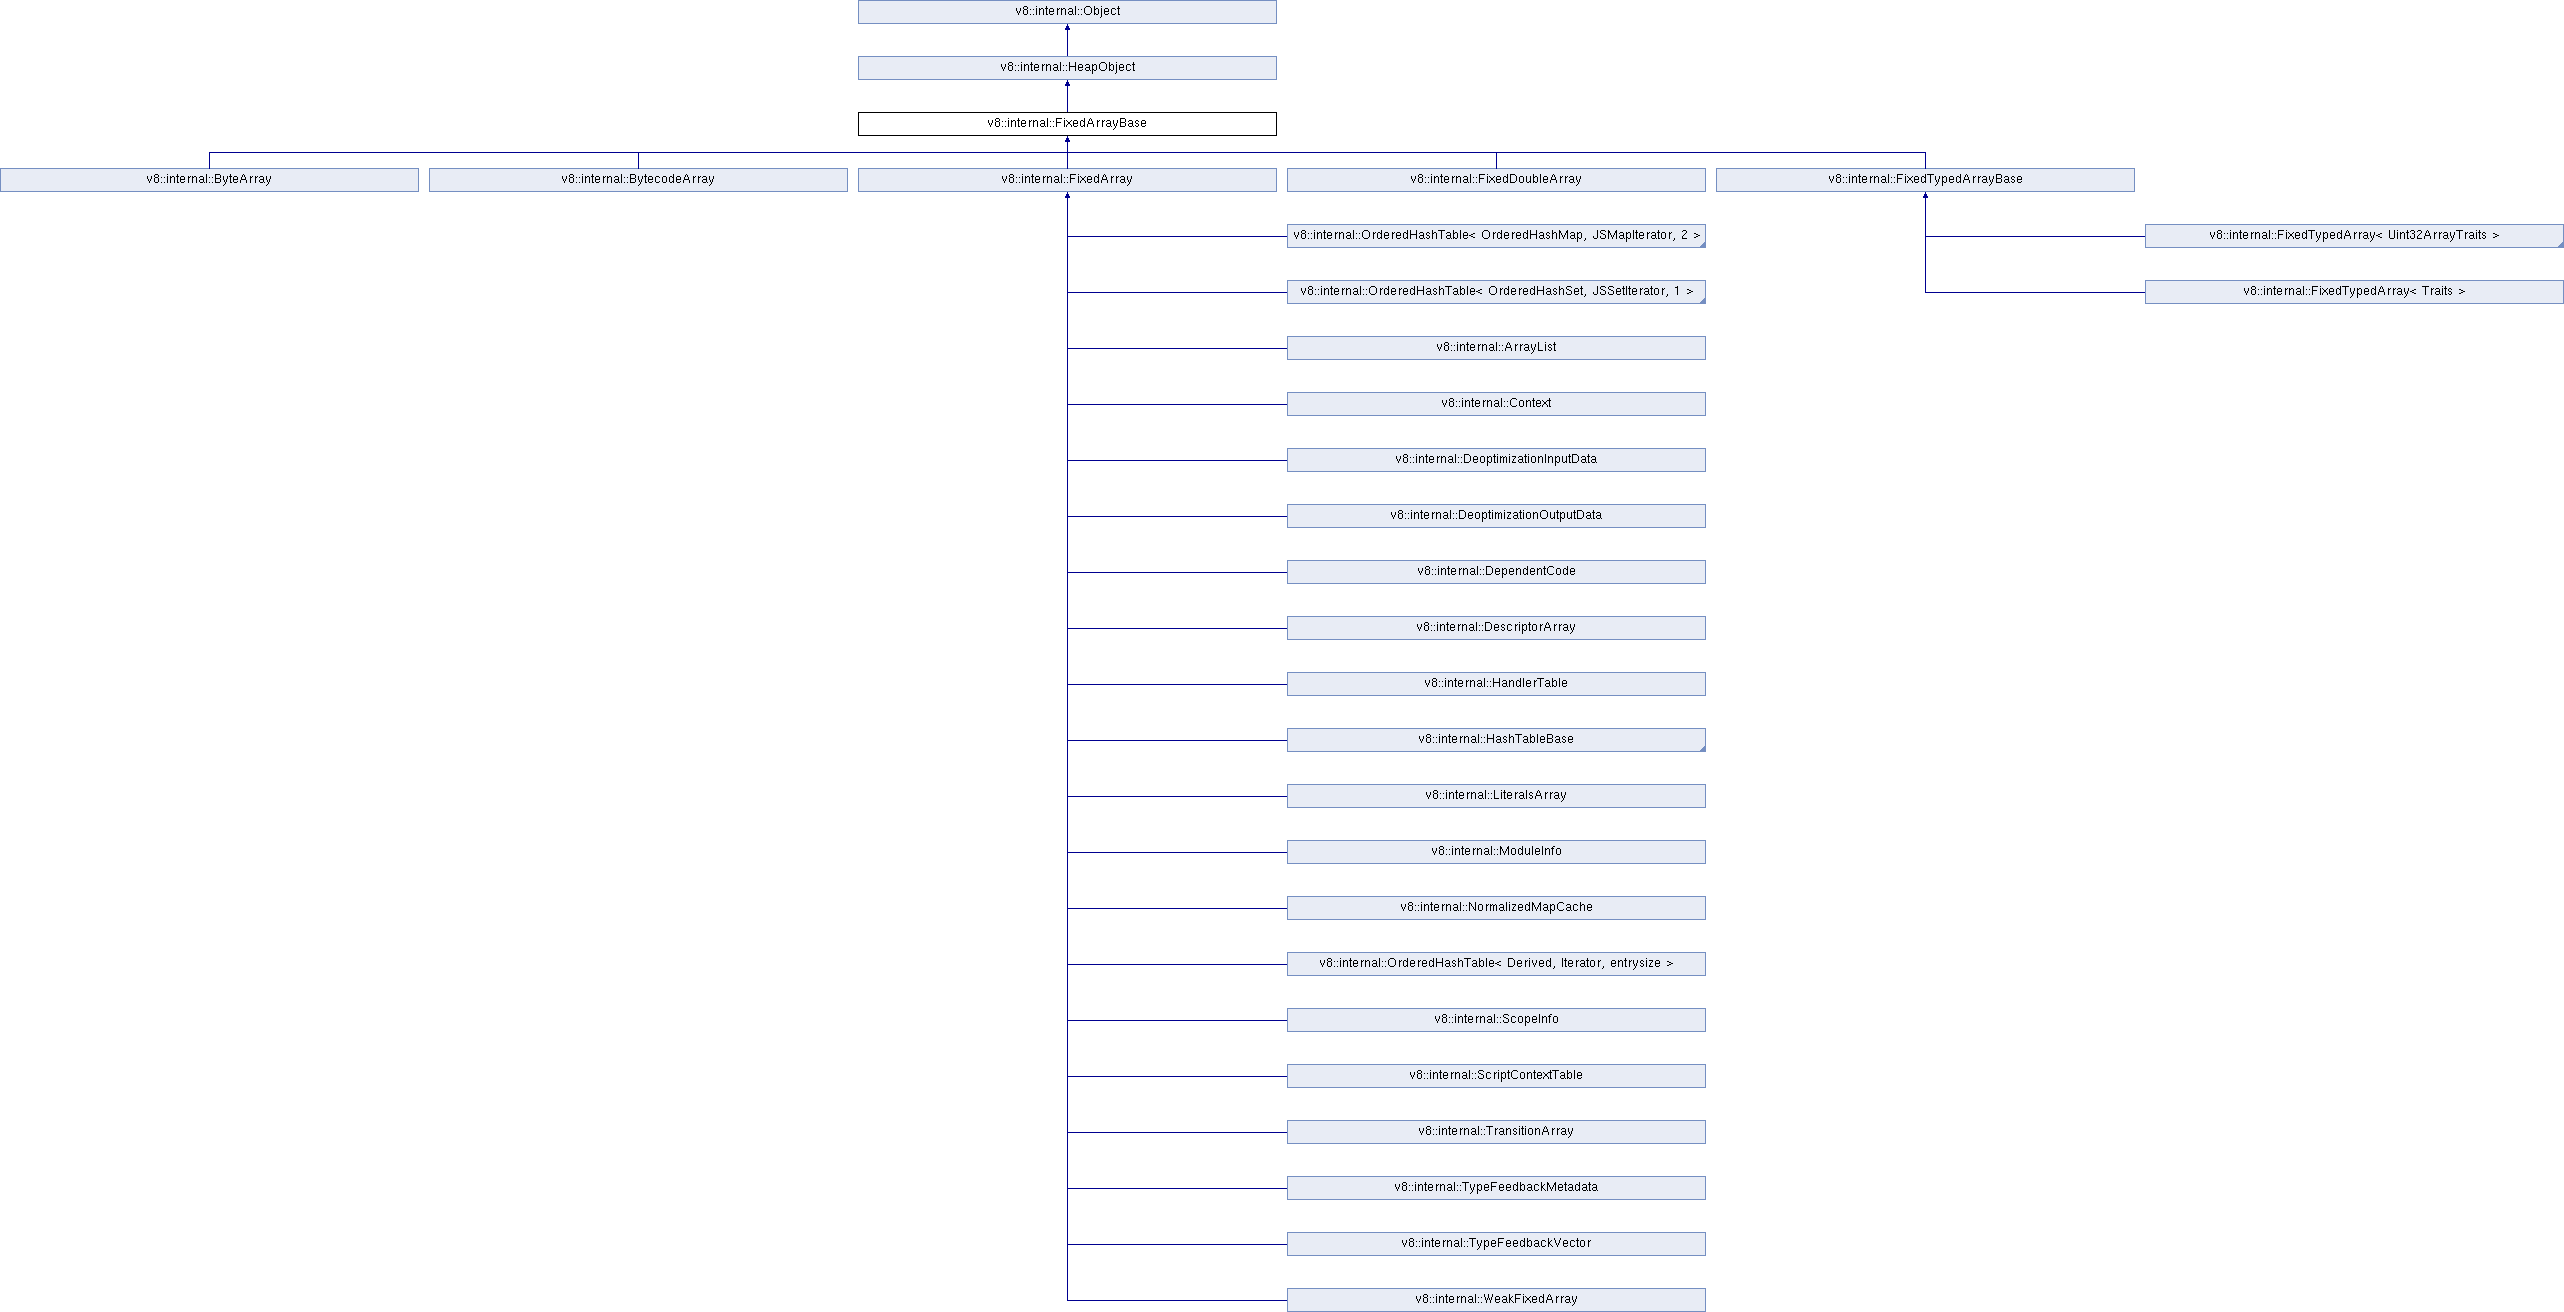 v8::internal::Object
v8::internal::HeapObject
v8::internal::FixedArrayBase
v8::internal::ByteArray
v8::internal::BytecodeArray
v8::internal::FixedArray
v8::internal::FixedDoubleArray
v8::internal::FixedTypedArrayBase
v8::internal::OrderedHashTable< OrderedHashMap, JSMapIterator, 2 >
v8::internal::FixedTypedArray< Uint32ArrayTraits >
v8::internal::OrderedHashTable< OrderedHashSet, JSSetIterator, 1 >
v8::internal::FixedTypedArray< Traits >
v8::internal::ArrayList
v8::internal::Context
v8::internal::DeoptimizationInputData
v8::internal::DeoptimizationOutputData
v8::internal::DependentCode
v8::internal::DescriptorArray
v8::internal::HandlerTable
v8::internal::HashTableBase
v8::internal::LiteralsArray
v8::internal::ModuleInfo
v8::internal::NormalizedMapCache
v8::internal::OrderedHashTable< Derived, Iterator, entrysize >
v8::internal::ScopeInfo
v8::internal::ScriptContextTable
v8::internal::TransitionArray
v8::internal::TypeFeedbackMetadata
v8::internal::TypeFeedbackVector
v8::internal::WeakFixedArray